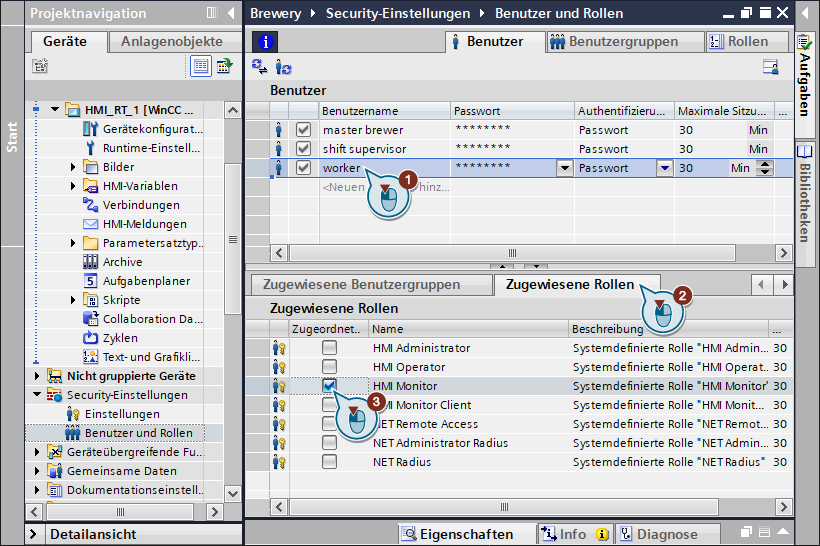 Projektnavigation
Brewery ▸ Security-Einstellungen ▸ Benutzer und Rollen
Geräte
Anlagenobjekte
Start
HMI_RT_1 [WinCC ...
Gerätekonfigurat...
Runtime-Einstell...
Bilder
HMI-Variablen
Verbindungen
HMI-Meldungen
Parametersatztyp...
Archive
Aufgabenplaner
Skripte
Collaboration Da...
Zyklen
Text- und Grafikli...
Nicht gruppierte Geräte
Security-Einstellungen
Einstellungen
Benutzer und Rollen
Geräteübergreifende Fu...
Gemeinsame Daten
Dokumentationseinstell...
Detailansicht
Benutzer
Benutzergruppen
Rollen
Benutzer
Benutzername Passwort Authentifizieru... Maximale Sitzu... ...
master brewer ******** Passwort 30 Min
shift supervisor ******** Passwort 30 Min
worker ******** Passwort 30 Min
<Neuen hinz...
1
Zugewiesene Benutzergruppen
Zugewiesene Rollen
2
Zugewiesene Rollen
Zugeordnet.. Name Beschreibung ...
HMI Administrator Systemdefinierte Rolle "HMI Admin... 30
HMI Operator Systemdefinierte Rolle "HMI Operat... 30
HMI Monitor Systemdefinierte Rolle "HMI Monitor" 30
HMI Monitor Client Systemdefinierte Rolle "HMI Monit... 30
NET Remote Access Systemdefinierte Rolle "NET Remot... 30
NET Administrator Radius Systemdefinierte Rolle "NET Admin... 30
NET Radius Systemdefinierte Rolle "NET Radius" 30
3
Eigenschaften
Info
Diagnose
Aufgaben
Bibliotheken